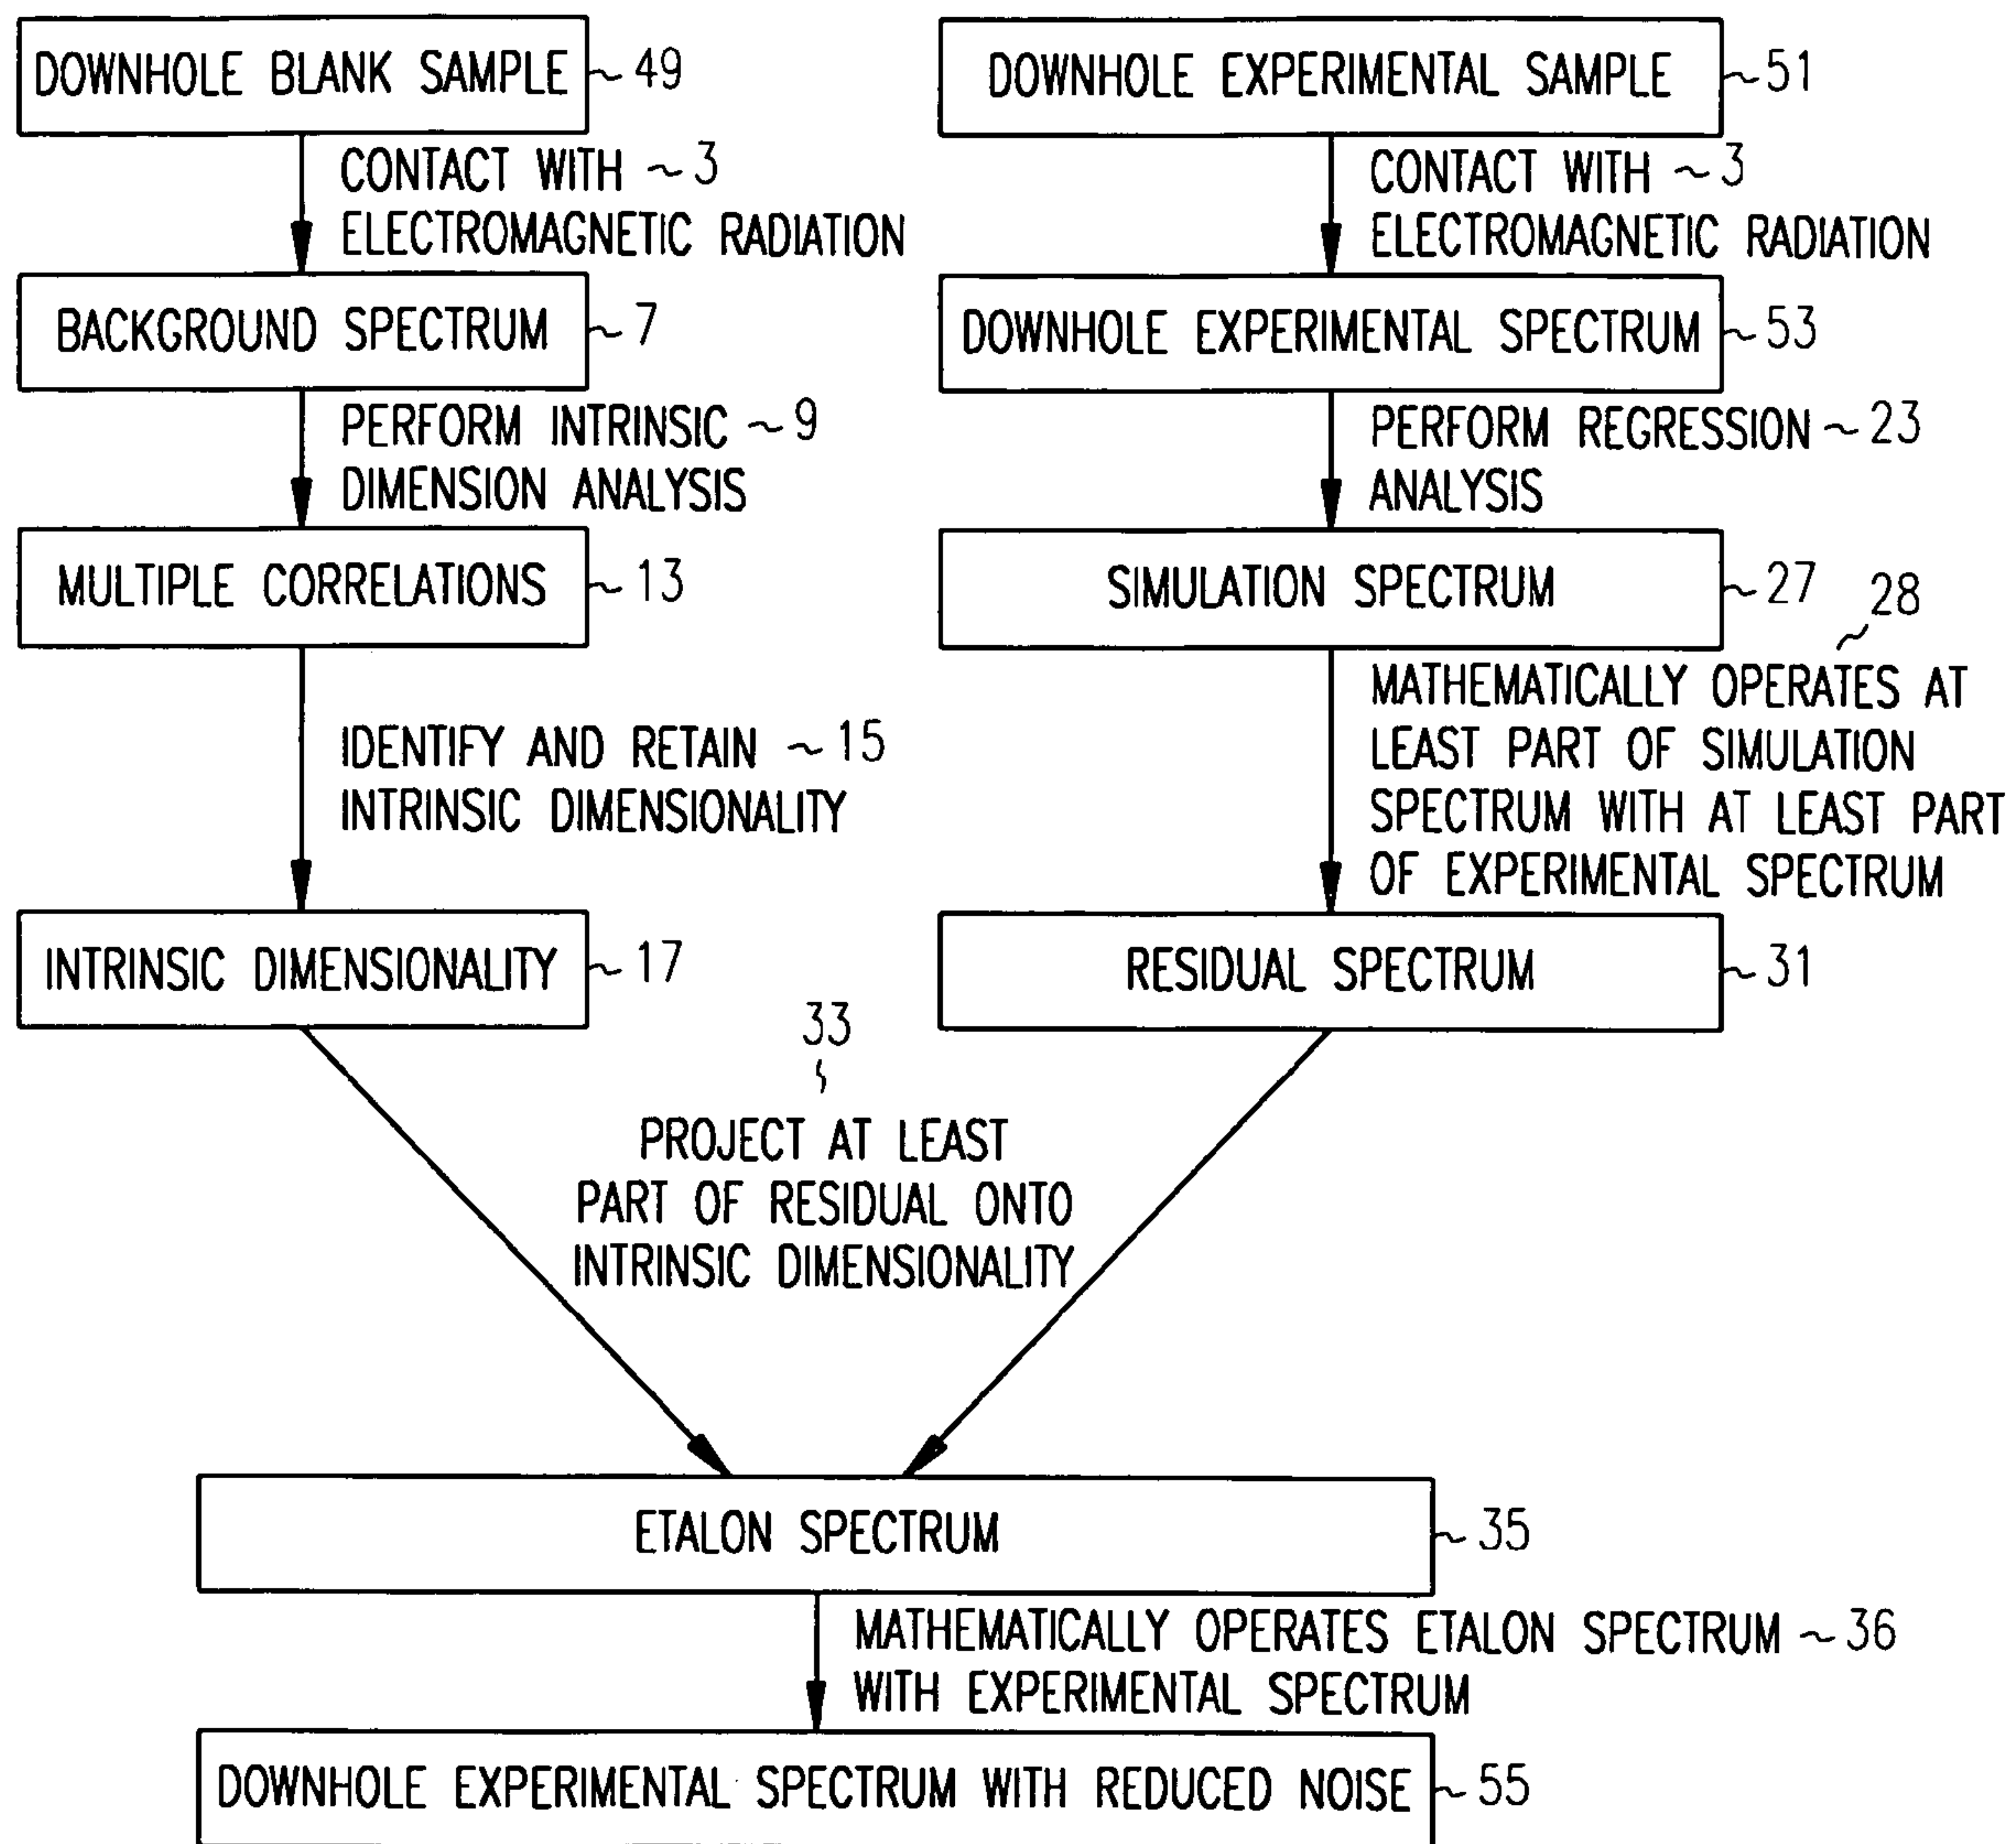 DOWNHOLE BLANK SAMPLE ~ 49
CONTACT WITH ~ 3
ELECTROMAGNETIC RADIATION
BACKGROUND SPECTRUM ~ 7
PERFORM INTRINSIC ~ 9
DIMENSION ANALYSIS
MULTIPLE CORRELATIONS ~ 13
IDENTIFY AND RETAIN ~ 15
INTRINSIC DIMENSIONALITY
INTRINSIC DIMENSIONALITY ~ 17
DOWNHOLE EXPERIMENTAL SAMPLE ~ 51
CONTACT WITH ~ 3
ELECTROMAGNETIC RADIATION
DOWNHOLE EXPERIMENTAL SPECTRUM ~ 53
PERFORM REGRESSION ~ 23
ANALYSIS
SIMULATION SPECTRUM ~ 27
28
MATHEMATICALLY OPERATES AT
LEAST PART OF SIMULATION
SPECTRUM WITH AT LEAST PART
OF EXPERIMENTAL SPECTRUM
RESIDUAL SPECTRUM ~ 31
33
PROJECT AT LEAST
PART OF RESIDUAL ONTO
INTRINSIC DIMENSIONALITY
ETALON SPECTRUM ~ 35
MATHEMATICALLY OPERATES ETALON SPECTRUM ~ 36
WITH EXPERIMENTAL SPECTRUM
DOWNHOLE EXPERIMENTAL SPECTRUM WITH REDUCED NOISE ~ 55